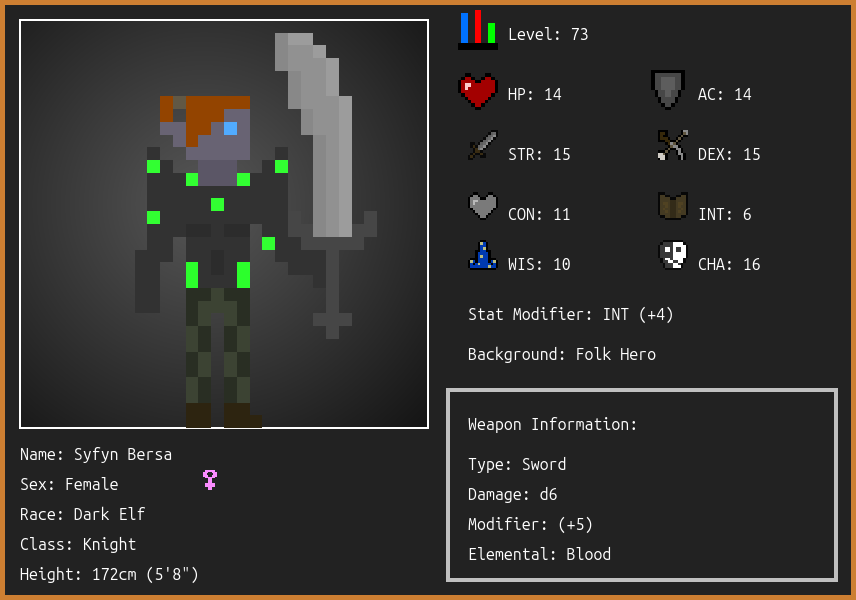 Level: 73
HP: 14
AC: 14
STR: 15
DEX: 15
CON: 11
INT: 6
WIS: 10
CHA: 16
Stat Modifier: INT (+4)
Background: Folk Hero
Weapon Information:
Type: Sword
Damage: d6
Modifier: (+5)
Elemental: Blood
Name: Syfyn Bersa
Sex: Female
Race: Dark Elf
Class: Knight
Height: 172cm (5'8")